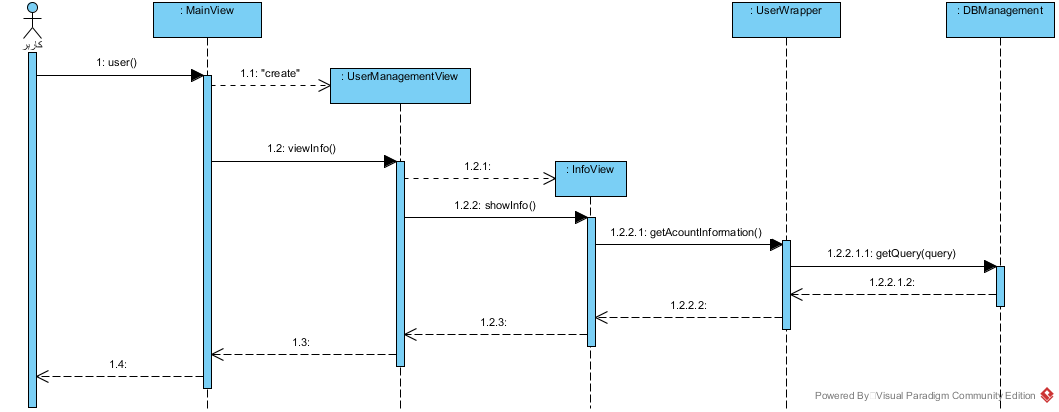 : MainView
: UserWrapper
: DBManagement
کاربر
1: user()
1.1: "create"
: UserManagementView
1.2: viewInfo()
1.2.1:
: InfoView
1.2.2: showInfo()
1.2.2.1: getAcountInformation()
1.2.2.1.1: getQuery(query)
1.2.2.1.2:
1.2.2.2:
1.2.3:
1.3:
1.4:
Powered By Visual Paradigm Community Edition